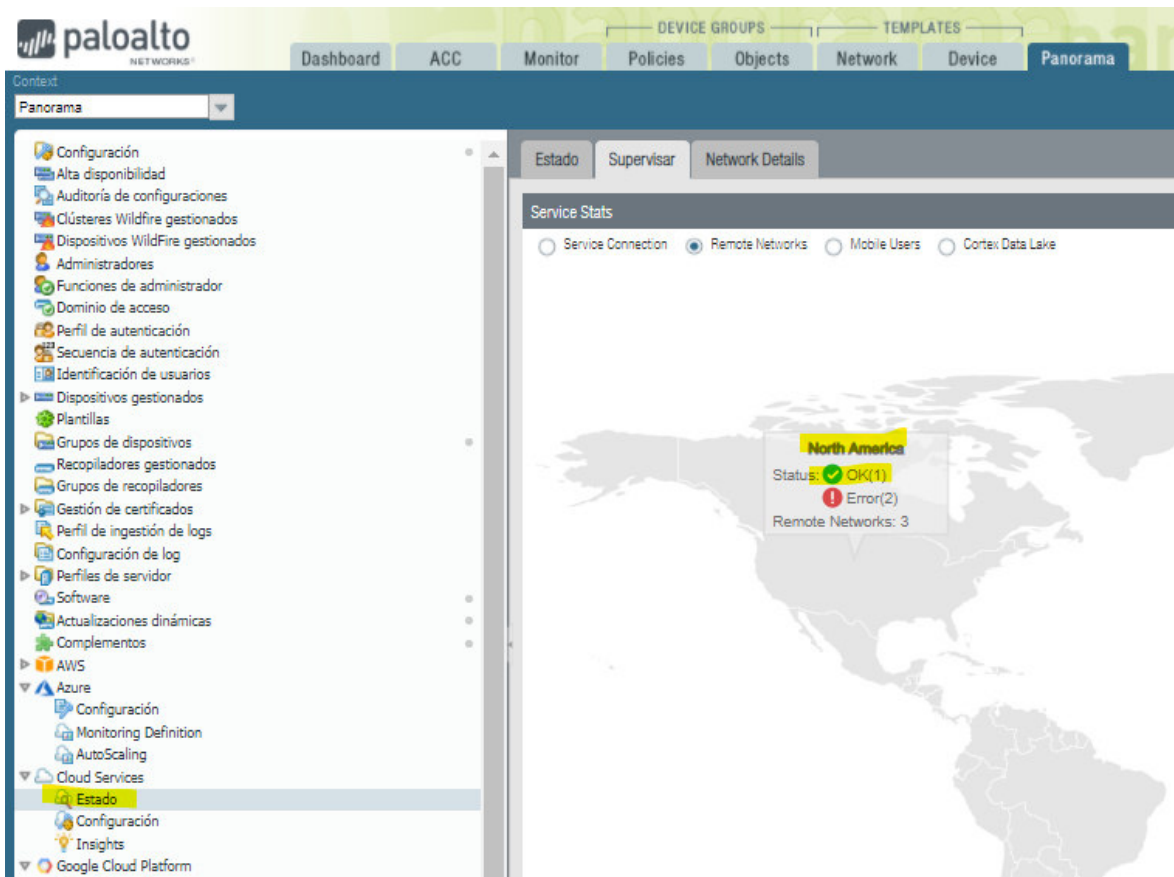 paloalto
NETWORKS®
DEVICE GROUPS
TEMPLATES
Dashboard
ACC
Monitor
Policies
Objects
Network
Device
Panorama
Context
Panorama
Configuración
Alta disponibilidad
Auditoría de configuraciones
Clústeres Wildfire gestionados
Dispositivos WildFire gestionados
Administradores
Funciones de administrador
Dominio de acceso
Perfil de autenticación
Secuencia de autenticación
Identificación de usuarios
Dispositivos gestionados
Plantillas
Grupos de dispositivos
Recopiladores gestionados
Grupos de recopiladores
Gestión de certificados
Perfil de ingestión de logs
Configuración de log
Perfiles de servidor
Software
Actualizaciones dinámicas
Complementos
AWS
Azure
Configuración
Monitoring Definition
AutoScaling
Cloud Services
Estado
Configuración
Insights
Google Cloud Platform
Estado
Supervisar
Network Details
Service Stats
Service Connection
Remote Networks
Mobile Users
Cortex Data Lake
North America
Status: OK(1)
Error(2)
Remote Networks: 3